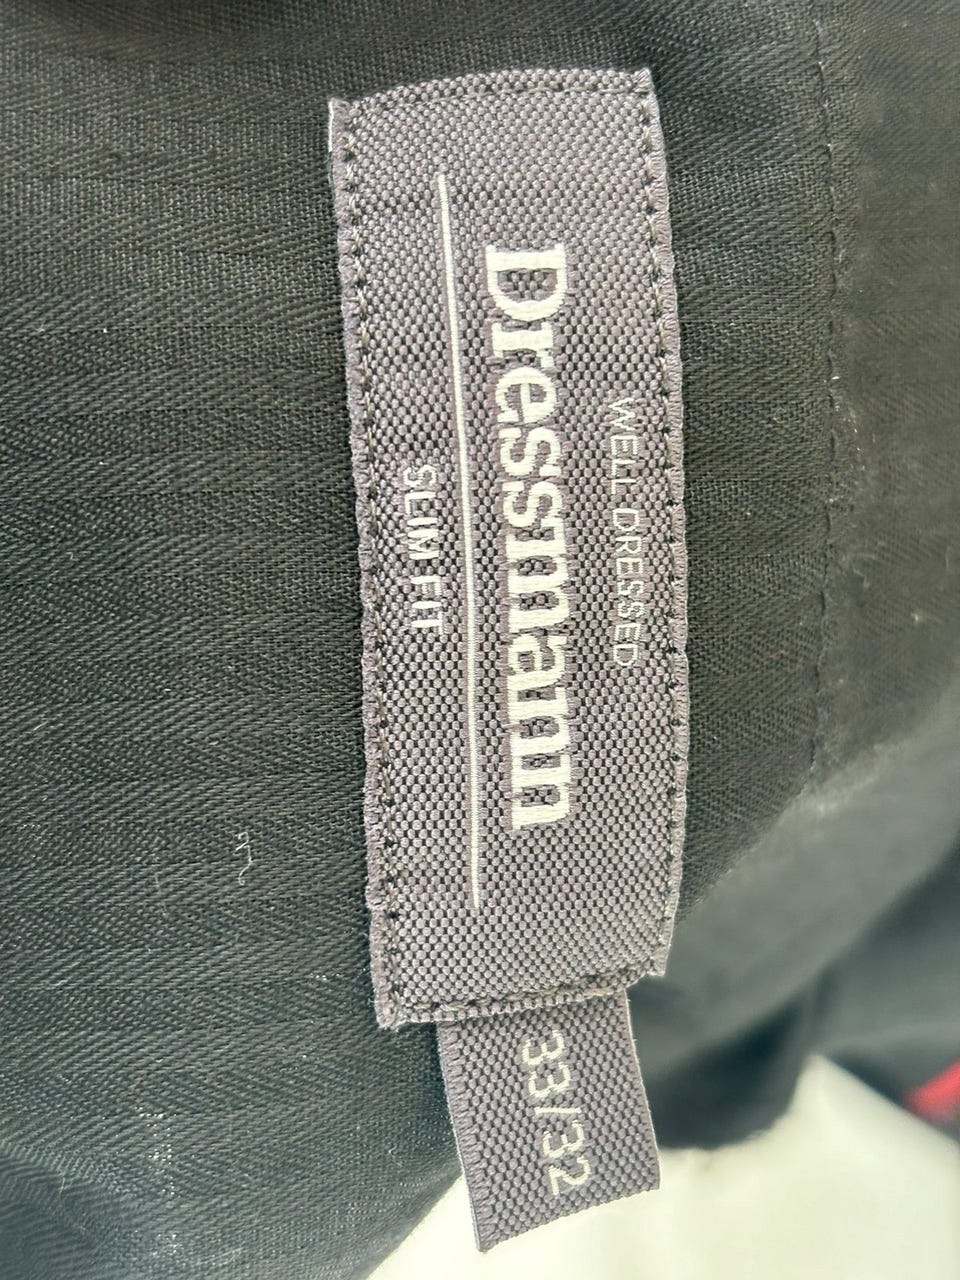 WELL DRESSED
Dressmann
SLIM FIT
33/32